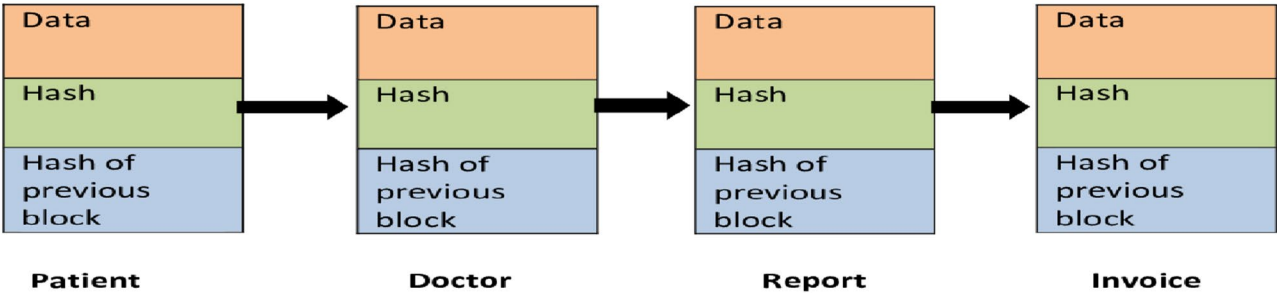 Data
Hash
Hash of
previous
block
Patient
Data
Hash
Hash of
previous
block
Doctor
Data
Hash
Hash of
previous
block
Report
Data
Hash
Hash of
previous
block
Invoice